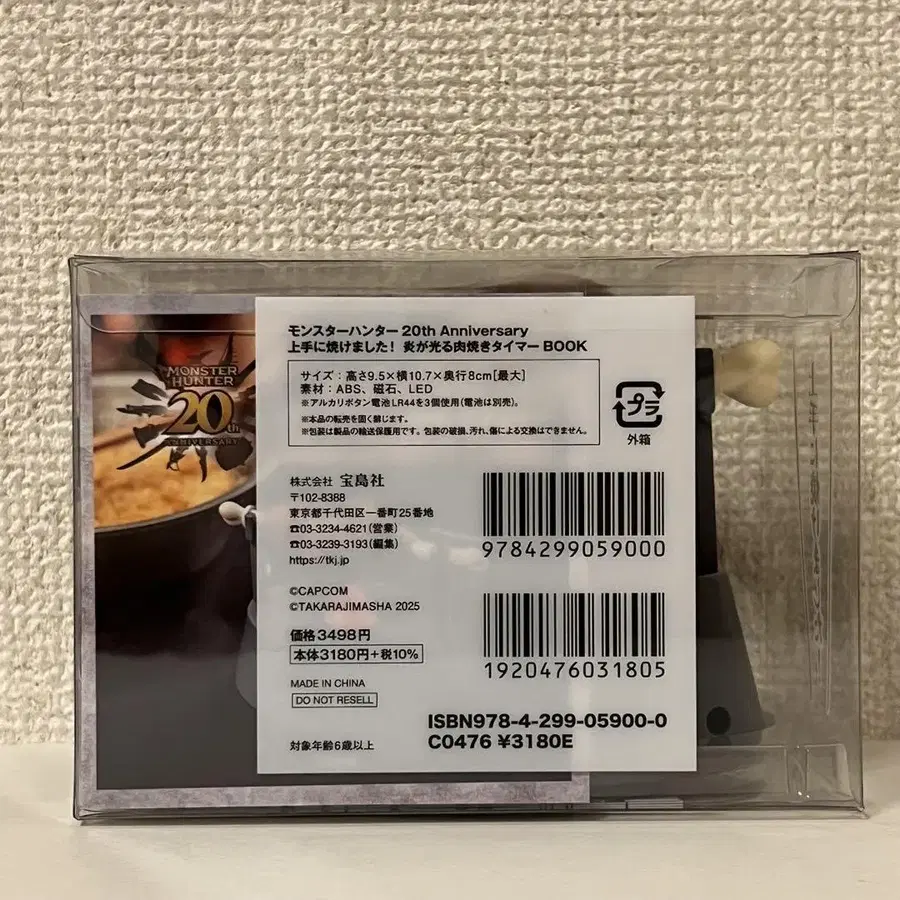 MONSTER
HUNTER
20th
ANNIVERSARY
モンスターハンター 20th Anniversary
上手に焼けました! 炎が光る肉焼きタイマー BOOK
サイズ:高さ9.5×横10.7×奥行8cm[最大]
素材:ABS、磁石、LED
※アルカリボタン電池LR44を3個使用(電池は別売)。
※本品の転売を固く禁じます。
※包装は製品の輸送保護用です。包装の破損、汚れ、傷による交換はできません。
プラ
外箱
株式会社 宝島社
〒102-8388
東京都千代田区一番町25番地
☎03-3234-4621(営業)
☎03-3239-3193(編集)
https://tkj.jp
9784299059000
©CAPCOM
©TAKARAJIMASHA 2025
価格3498円
本体3180円+税10%
1920476031805
MADE IN CHINA
DO NOT RESELL
対象年齢6歳以上
ISBN978-4-299-05900-0
C0476 ¥3180E